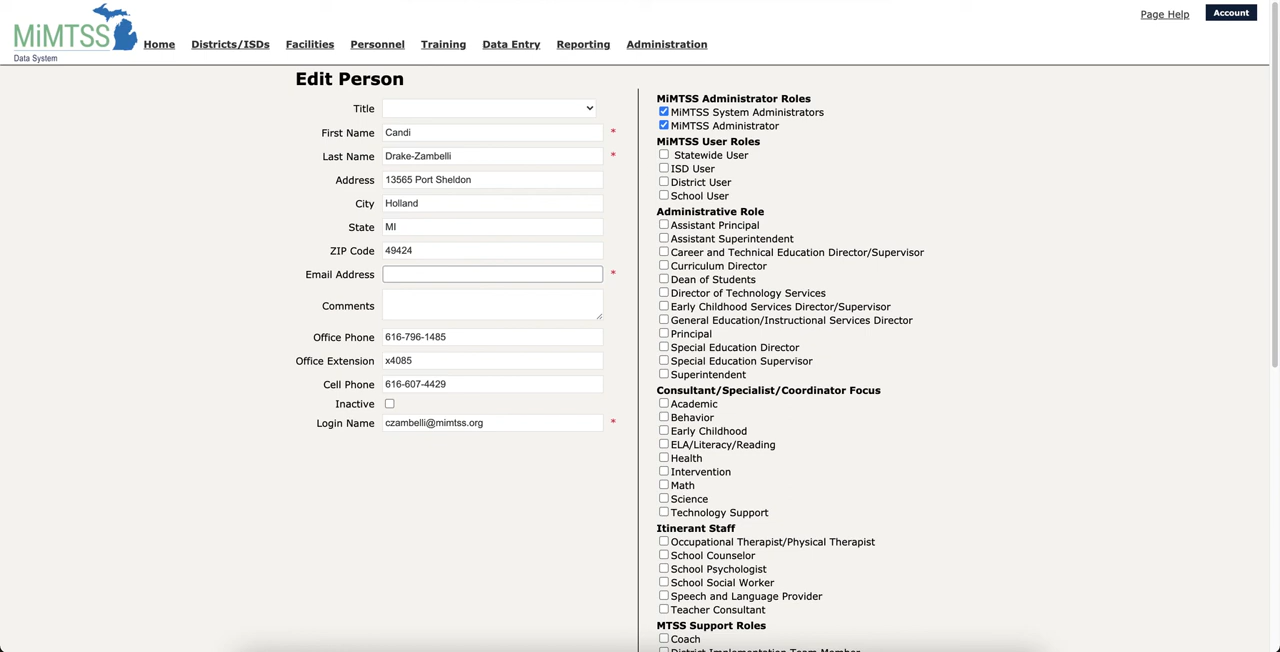 Page Help
Account
MiMTSS
Data System
Home Districts/ISDs Facilities Personnel Training Data Entry Reporting Administration
Edit Person
Title
First Name Candi *
Last Name Drake-Zambelli *
Address 13565 Port Sheldon
City Holland
State MI
ZIP Code 49424
Email Address *
Comments
Office Phone 616-796-1485
Office Extension x4085
Cell Phone 616-607-4429
Inactive
Login Name czambelli@mimtss.org *
MiMTSS Administrator Roles
MiMTSS System Administrators
MiMTSS Administrator
MiMTSS User Roles
Statewide User
ISD User
District User
School User
Administrative Role
Assistant Principal
Assistant Superintendent
Career and Technical Education Director/Supervisor
Curriculum Director
Dean of Students
Director of Technology Services
Early Childhood Services Director/Supervisor
General Education/Instructional Services Director
Principal
Special Education Director
Special Education Supervisor
Superintendent
Consultant/Specialist/Coordinator Focus
Academic
Behavior
Early Childhood
ELA/Literacy/Reading
Health
Intervention
Math
Science
Technology Support
Itinerant Staff
Occupational Therapist/Physical Therapist
School Counselor
School Psychologist
School Social Worker
Speech and Language Provider
Teacher Consultant
MTSS Support Roles
Coach
District Implementation Team Member